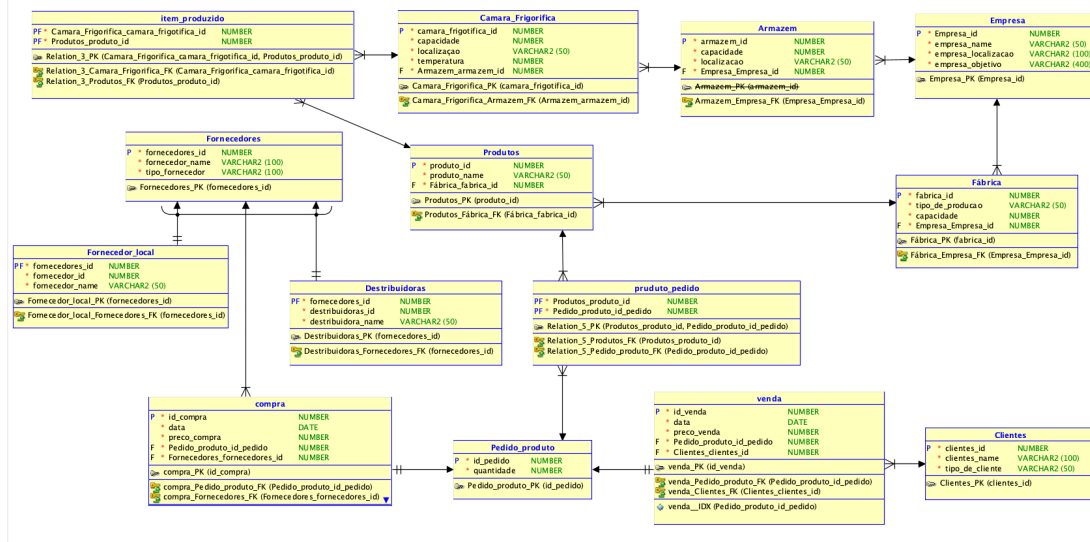 item_produzido
PF * Camara_Frigorifica_camara_frigotifica_id NUMBER
PF * Produtos_produto_id NUMBER
Relation_3_PK (Camara_Frigorifica_camara_frigotifica_id, Produtos_produto_id)
Relation_3_Camara_Frigorifica_FK (Camara_Frigorifica_camara_frigotifica_id)
Relation_3_Produtos_FK (Produtos_produto_id)
Camara_Frigorifica
P * camara_frigotifica_id NUMBER
* capacidade NUMBER
* localizaçao VARCHAR2 (50)
* temperatura NUMBER
F * Armazem_armazem_id NUMBER
Camara_Frigorifica_PK (camara_frigotifica_id)
Camara_Frigorifica_Armazem_FK (Armazem_armazem_id)
Armazem
P * armazem_id NUMBER
* capacidade NUMBER
* localizacao VARCHAR2 (50)
F * Empresa_Empresa_id NUMBER
Armazem_PK (armazem_id)
Armazem_Empresa_FK (Empresa_Empresa_id)
Empresa
P * Empresa_id NUMBER
* empresa_name VARCHAR2 (50)
* empresa_localizacao VARCHAR2 (100)
* empresa_objetivo VARCHAR2 (400)
Empresa_PK (Empresa_id)
Fornecedores
P * fornecedores_id NUMBER
* fornecedor_name VARCHAR2 (100)
* tipo_fornecedor VARCHAR2 (100)
Fornecedores_PK (fornecedores_id)
Produtos
P * produto_id NUMBER
* produto_name VARCHAR2 (50)
F * Fábrica_fabrica_id NUMBER
Produtos_PK (produto_id)
Produtos_Fábrica_FK (Fábrica_fabrica_id)
Fábrica
P * fabrica_id NUMBER
* tipo_de_producao VARCHAR2 (50)
* capacidade NUMBER
F * Empresa_Empresa_id NUMBER
Fábrica_PK (fabrica_id)
Fábrica_Empresa_FK (Empresa_Empresa_id)
Fornecedor_local
PF * fornecedores_id NUMBER
* fornecedor_id NUMBER
* fornecedor_name VARCHAR2 (50)
Fornecedor_local_PK (fornecedores_id)
Fornecedor_local_Fornecedores_FK (fornecedores_id)
Destribuidoras
PF * fornecedores_id NUMBER
* destribuidoras_id NUMBER
* destribuidora_name VARCHAR2 (50)
Destribuidoras_PK (fornecedores_id)
Destribuidoras_Fornecedores_FK (fornecedores_id)
pruduto_pedido
PF * Produtos_produto_id NUMBER
PF * Pedido_produto_id_pedido NUMBER
Relation_5_PK (Produtos_produto_id, Pedido_produto_id_pedido)
Relation_5_Produtos_FK (Produtos_produto_id)
Relation_5_Pedido_produto_FK (Pedido_produto_id_pedido)
compra
P * id_compra NUMBER
* data DATE
* preco_compra NUMBER
F * Pedido_produto_id_pedido NUMBER
F * Fornecedores_fornecedores_id NUMBER
compra_PK (id_compra)
compra_Pedido_produto_FK (Pedido_produto_id_pedido)
compra_Fornecedores_FK (Fornecedores_fornecedores_id)
Pedido_produto
P * id_pedido NUMBER
* quantidade NUMBER
Pedido_produto_PK (id_pedido)
venda
P * id_venda NUMBER
* data DATE
* preco_venda NUMBER
F * Pedido_produto_id_pedido NUMBER
F * Clientes_clientes_id NUMBER
venda_PK (id_venda)
venda_Pedido_produto_FK (Pedido_produto_id_pedido)
venda_Clientes_FK (Clientes_clientes_id)
venda__IDX (Pedido_produto_id_pedido)
Clientes
P * clientes_id NUMBER
* clientes_name VARCHAR2 (100)
* tipo_de_cliente VARCHAR2 (50)
Clientes_PK (clientes_id)